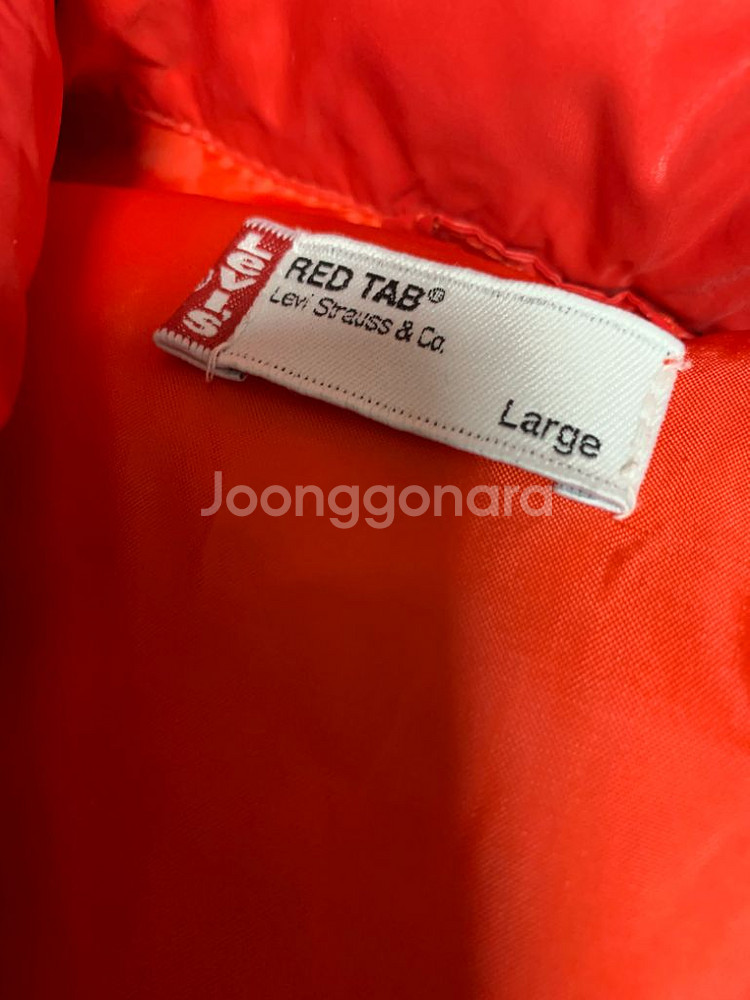 LEVI'S
RED TAB®
Levi Strauss & Co.
Large
Joonggonara